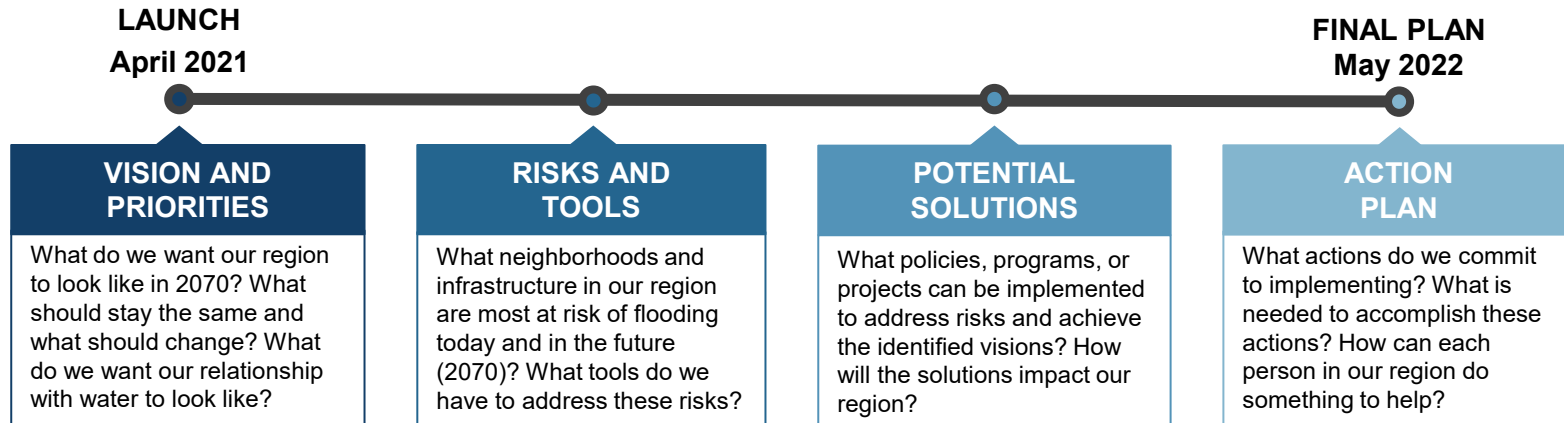 LAUNCH
April 2021
FINAL PLAN
May 2022
VISION AND
PRIORITIES
What do we want our region
to look like in 2070? What
should stay the same and
what should change? What
do we want our relationship
with water to look like?
RISKS AND
TOOLS
What neighborhoods and
infrastructure in our region
are most at risk of flooding
today and in the future
(2070)? What tools do we
have to address these risks?
POTENTIAL
SOLUTIONS
What policies, programs, or
projects can be implemented
to address risks and achieve
the identified visions? How
will the solutions impact our
region?
ACTION
PLAN
What actions do we commit
to implementing? What is
needed to accomplish these
actions? How can each
person in our region do
something to help?